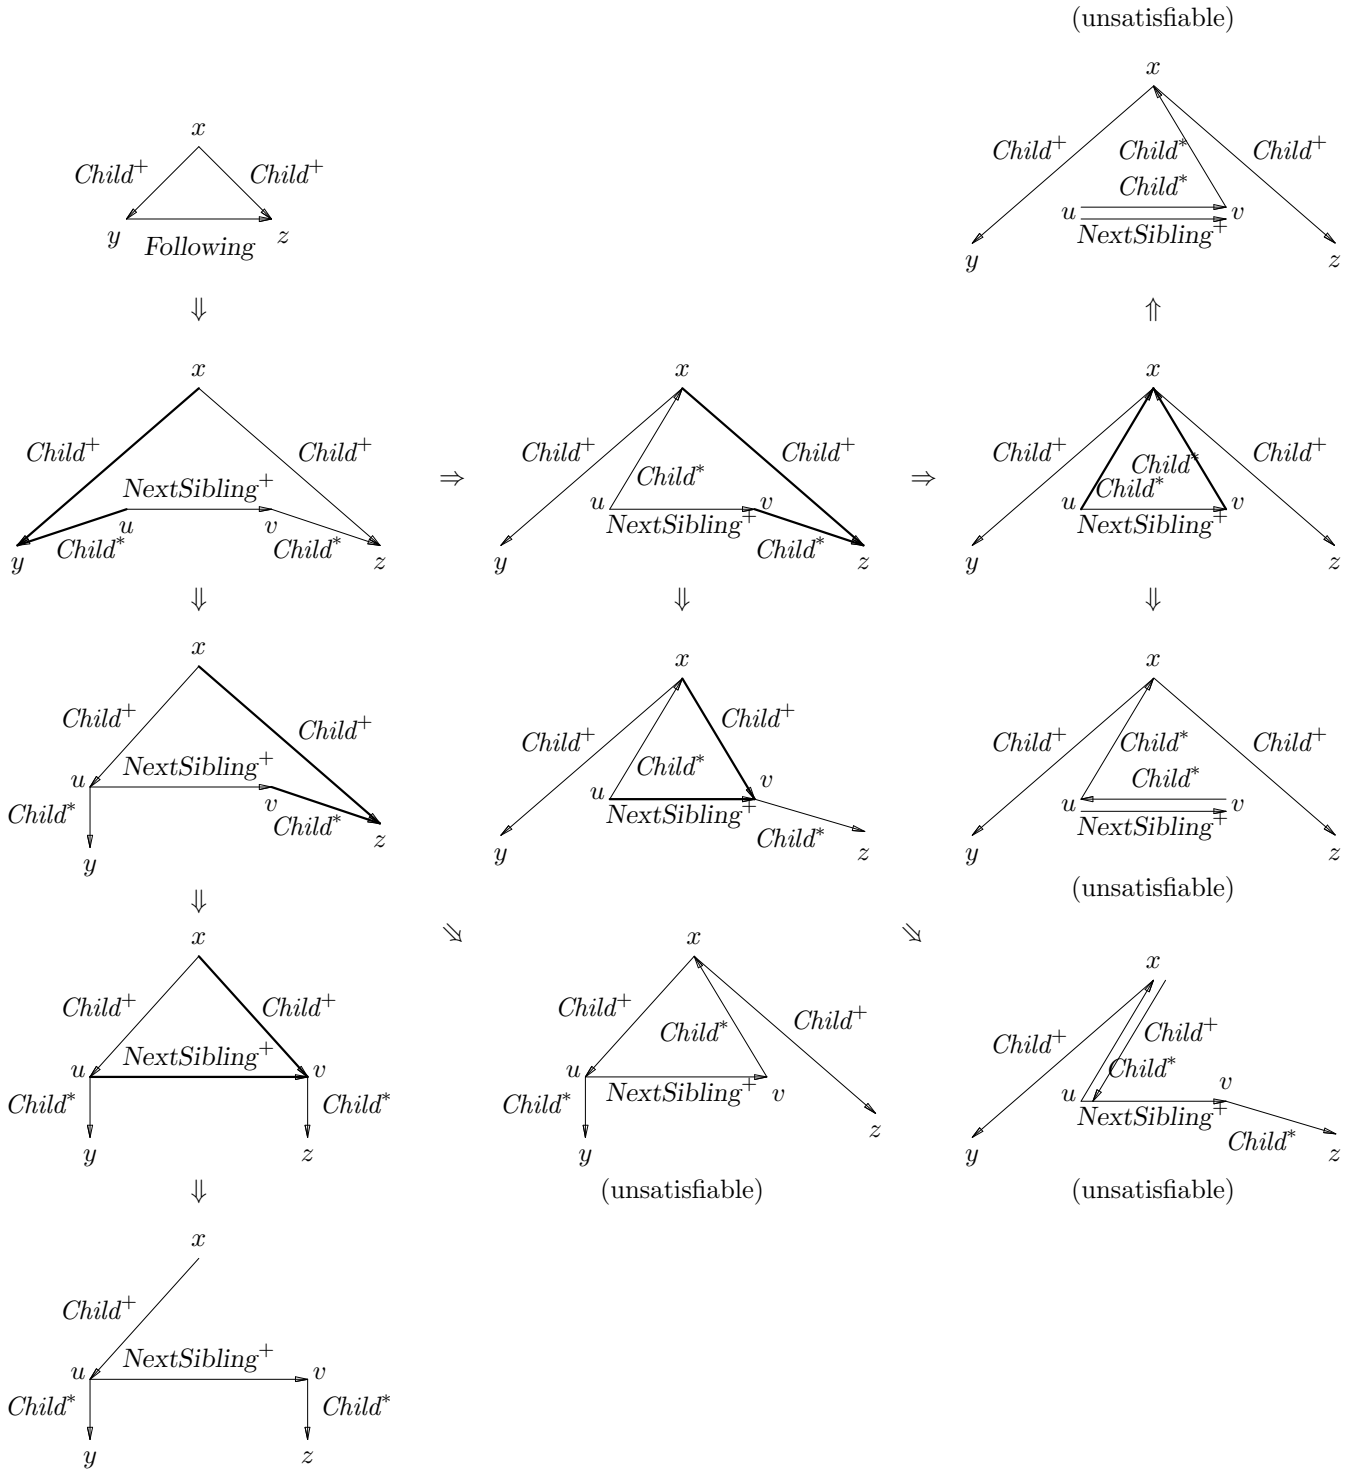 (unsatisfiable)
x
Child⁺ Child* Child⁺
Child*
u v
NextSibling⁺
y z
x
Child⁺ Child⁺
y Following z
⇓ ⇑
x
Child⁺ Child⁺
NextSibling⁺
u v
Child* Child*
y z
⇒
x
Child⁺ Child⁺
Child*
u v
NextSibling⁺
Child*
y z
⇒
x
Child⁺ Child⁺
Child*
Child*
u v
NextSibling⁺
y z
⇓ ⇓ ⇓
x
Child⁺ Child⁺
NextSibling⁺
u v
Child* Child*
y z
x
Child⁺ Child⁺
Child*
u v
NextSibling⁺
Child*
y z
x
Child⁺ Child* Child⁺
Child*
u v
NextSibling⁺
y z
(unsatisfiable)
⇓ ⇘ ⇘
x
Child⁺ Child⁺
NextSibling⁺
u v
Child* Child*
y z
x
Child⁺ Child* Child⁺
u v
NextSibling⁺
Child*
y z
(unsatisfiable)
x
Child⁺ Child⁺
Child*
u v
NextSibling⁺
Child*
y z
(unsatisfiable)
⇓
x
Child⁺
NextSibling⁺
u v
Child* Child*
y z